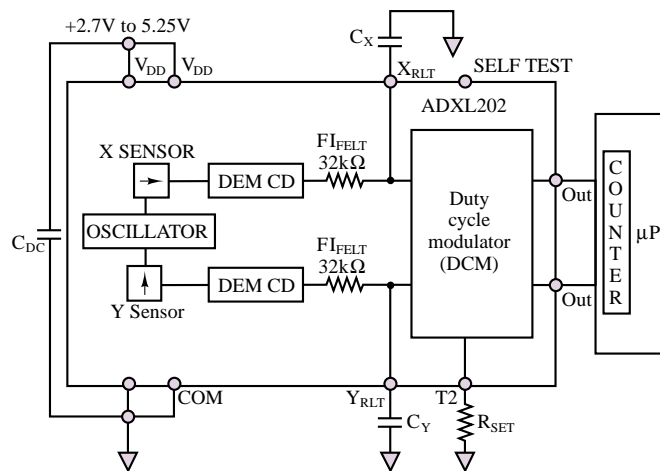 +2.7V to 5.25V
C_X
V_DD
V_DD
X_RLT
SELF TEST
ADXL202
X SENSOR
FI_FELT
32kΩ
DEM CD
OSCILLATOR
C_DC
Duty
cycle
modulator
(DCM)
Out
COUNTER
μP
FI_FELT
32kΩ
DEM CD
Y Sensor
Out
COM
Y_RLT
T2
C_Y
R_SET